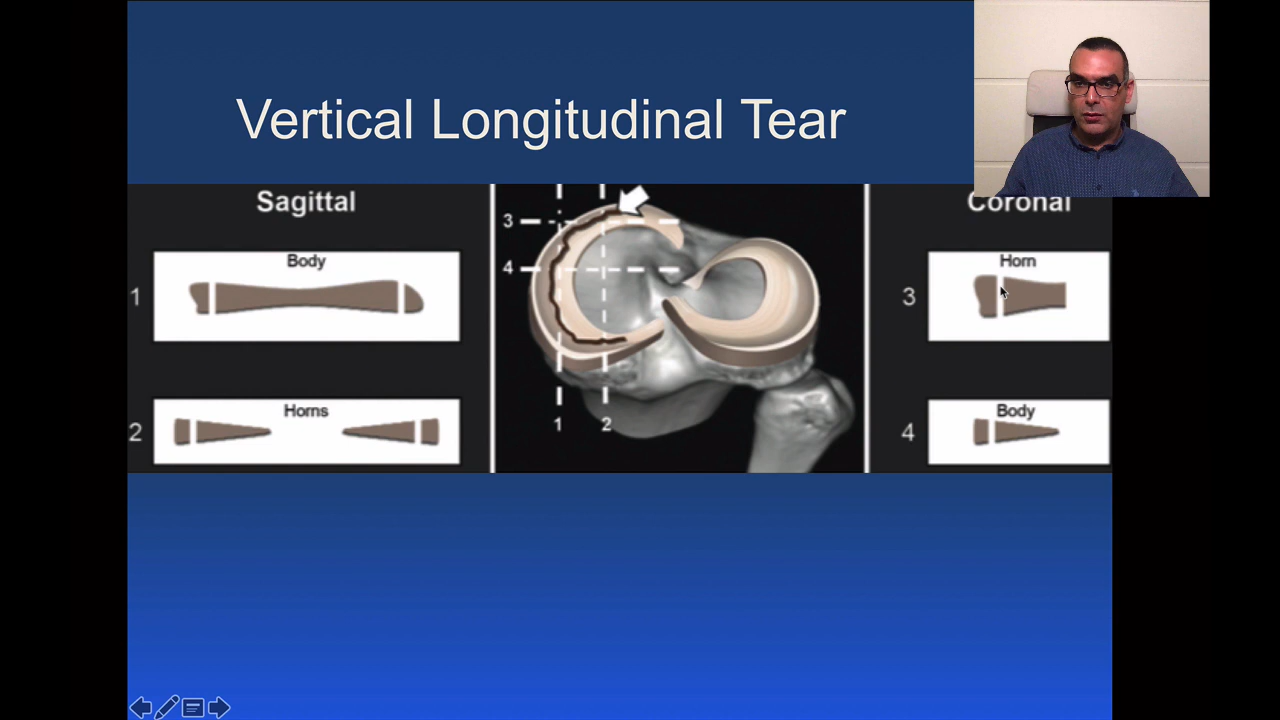 Vertical Longitudinal Tear
Sagittal
Coronal
Body
1
Horns
2
3
4
1 2
Horn
3
Body
4